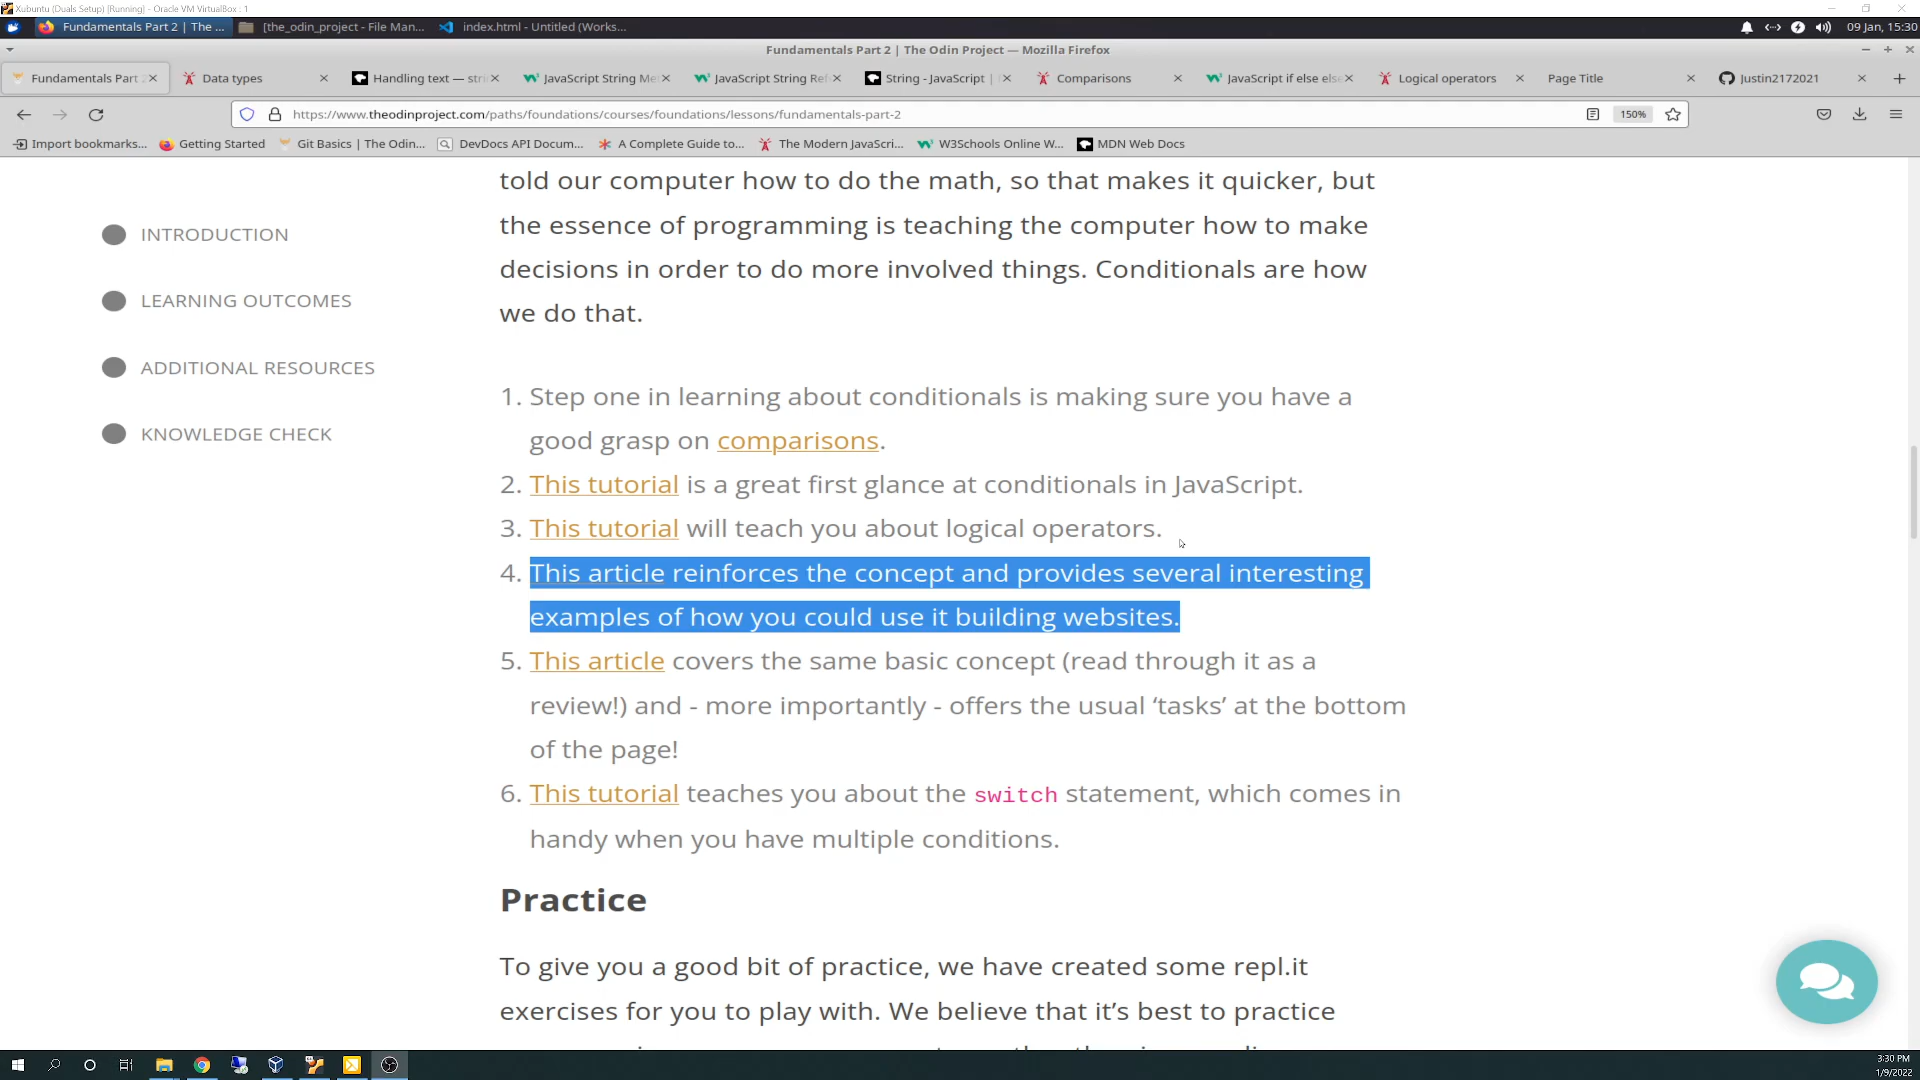 Xubuntu (Duals Setup) [Running] - Oracle VM VirtualBox : 1
Fundamentals Part 2 | The ...
[the_odin_project - File Man...
index.html - Untitled (Works...
09 Jan, 15:30
Fundamentals Part 2 | The Odin Project — Mozilla Firefox
Fundamentals Part
Data types
Handling text — stri
JavaScript String Me
JavaScript String Ref
String - JavaScript |
Comparisons
JavaScript if else else
Logical operators
Page Title
Justin2172021
https://www.theodinproject.com/paths/foundations/courses/foundations/lessons/fundamentals-part-2
150%
Import bookmarks...
Getting Started
Git Basics | The Odin...
DevDocs API Docum...
A Complete Guide to...
The Modern JavaScri...
W3Schools Online W...
MDN Web Docs
INTRODUCTION
LEARNING OUTCOMES
ADDITIONAL RESOURCES
KNOWLEDGE CHECK
told our computer how to do the math, so that makes it quicker, but
the essence of programming is teaching the computer how to make
decisions in order to do more involved things. Conditionals are how
we do that.
1. Step one in learning about conditionals is making sure you have a
good grasp on comparisons.
2. This tutorial is a great first glance at conditionals in JavaScript.
3. This tutorial will teach you about logical operators.
4. This article reinforces the concept and provides several interesting
examples of how you could use it building websites.
5. This article covers the same basic concept (read through it as a
review!) and - more importantly - offers the usual ‘tasks’ at the bottom
of the page!
6. This tutorial teaches you about the switch statement, which comes in
handy when you have multiple conditions.
Practice
To give you a good bit of practice, we have created some repl.it
exercises for you to play with. We believe that it’s best to practice
3:30 PM
1/9/2022